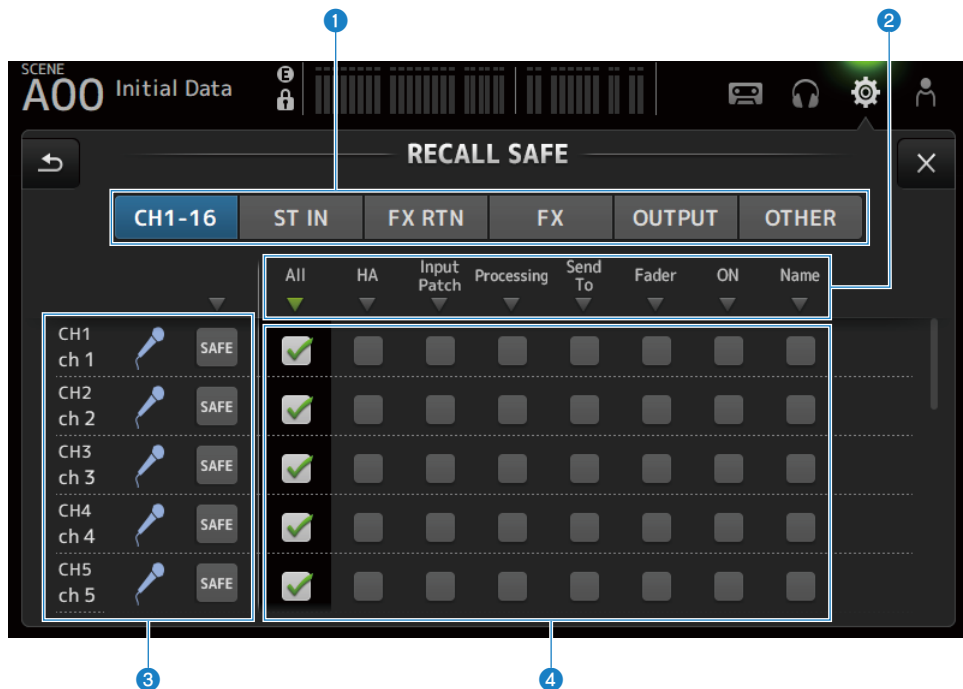 1 2
SCENE
A00 Initial Data E
RECALL SAFE
CH1-16 ST IN FX RTN FX OUTPUT OTHER
All HA Input Patch Processing Send To Fader ON Name
CH1
ch 1 SAFE
CH2
ch 2 SAFE
CH3
ch 3 SAFE
CH4
ch 4 SAFE
CH5
ch 5 SAFE
3 4